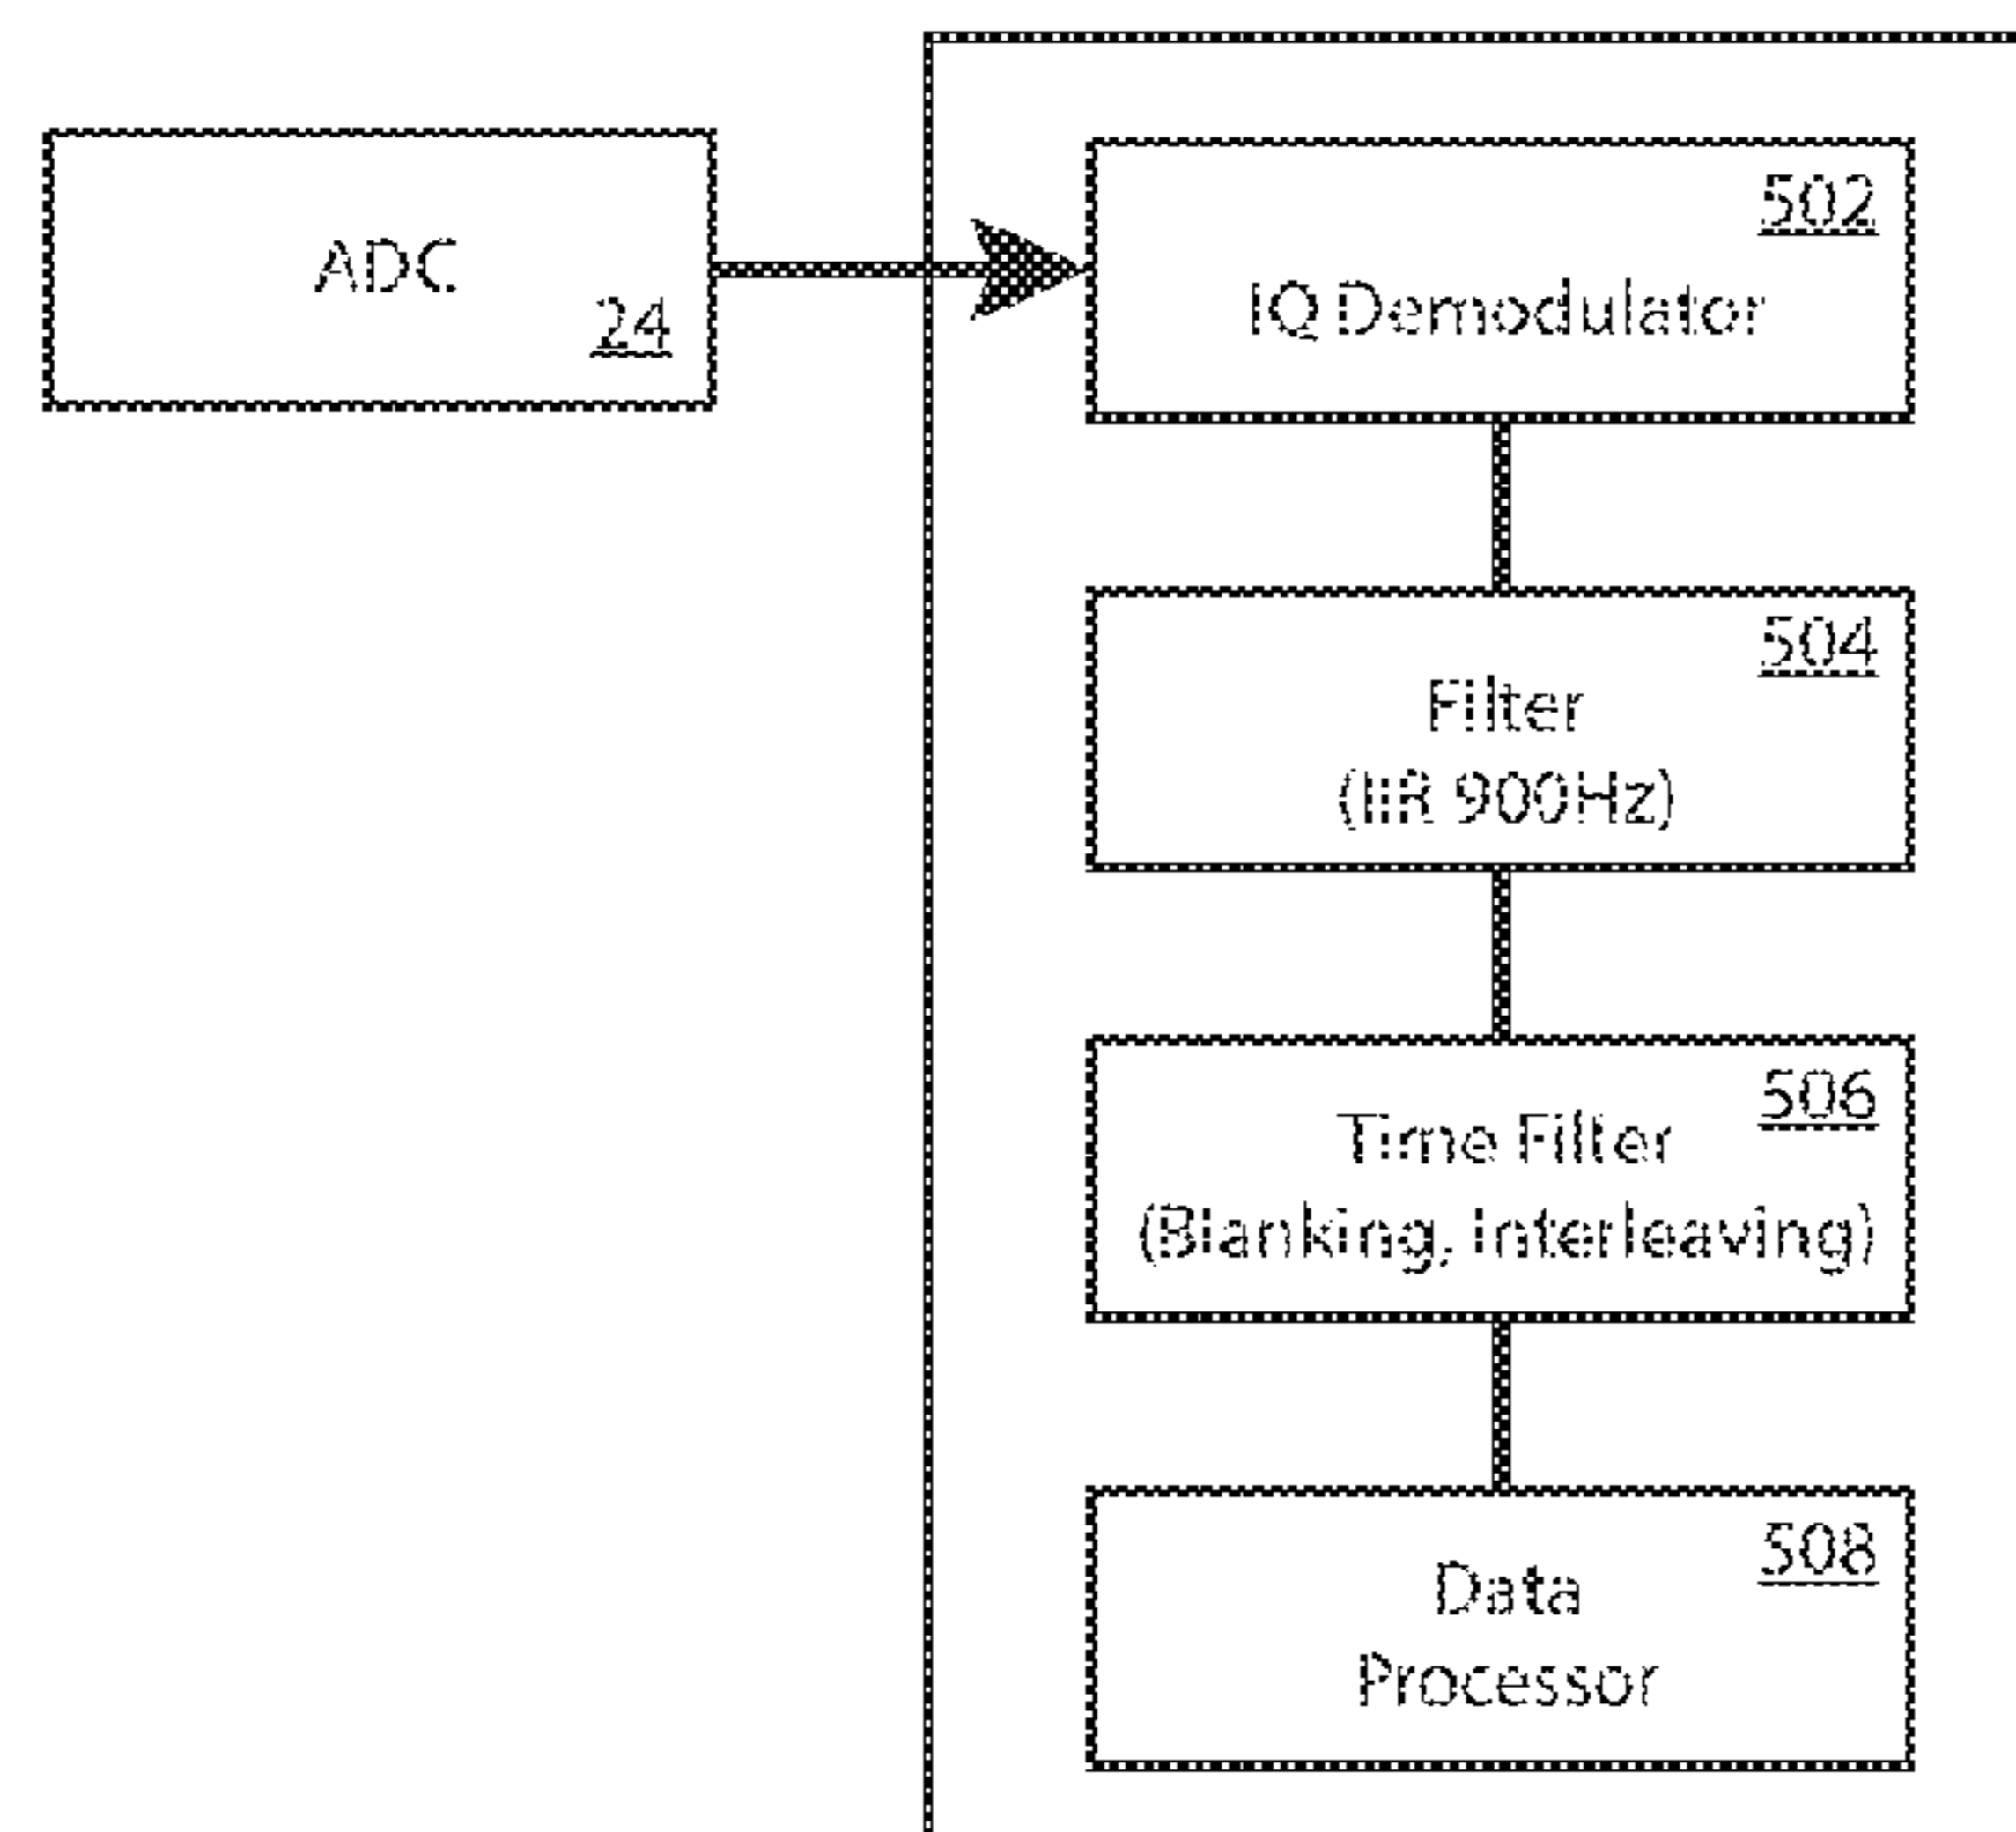 ADC
24
502
IQ Demodulator
504
Filter
(IIR 900Hz)
506
Time Filter
(Blanking, Interleaving)
508
Data
Processor